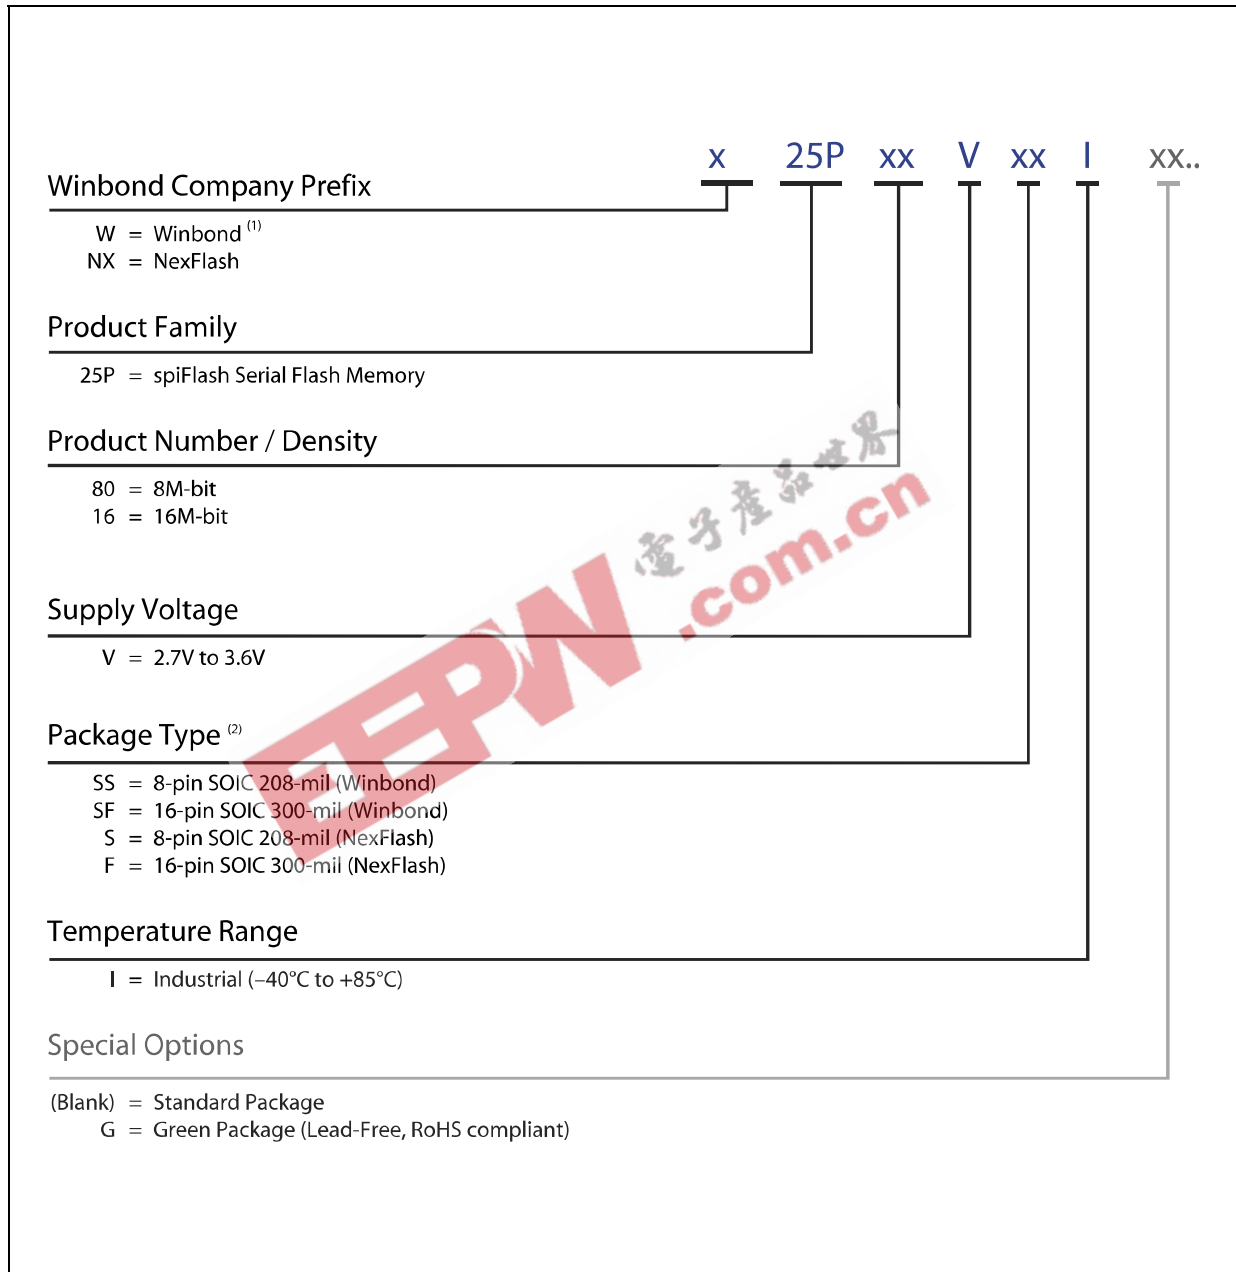 x 25P xx V xx I xx..
Winbond Company Prefix
W = Winbond (1)
NX = NexFlash
Product Family
25P = spiFlash Serial Flash Memory
Product Number / Density
80 = 8M-bit
16 = 16M-bit
電子產品世界
EEPW.com.cn
Supply Voltage
V = 2.7V to 3.6V
Package Type (2)
SS = 8-pin SOIC 208-mil (Winbond)
SF = 16-pin SOIC 300-mil (Winbond)
S = 8-pin SOIC 208-mil (NexFlash)
F = 16-pin SOIC 300-mil (NexFlash)
Temperature Range
I = Industrial (–40°C to +85°C)
Special Options
(Blank) = Standard Package
G = Green Package (Lead-Free, RoHS compliant)